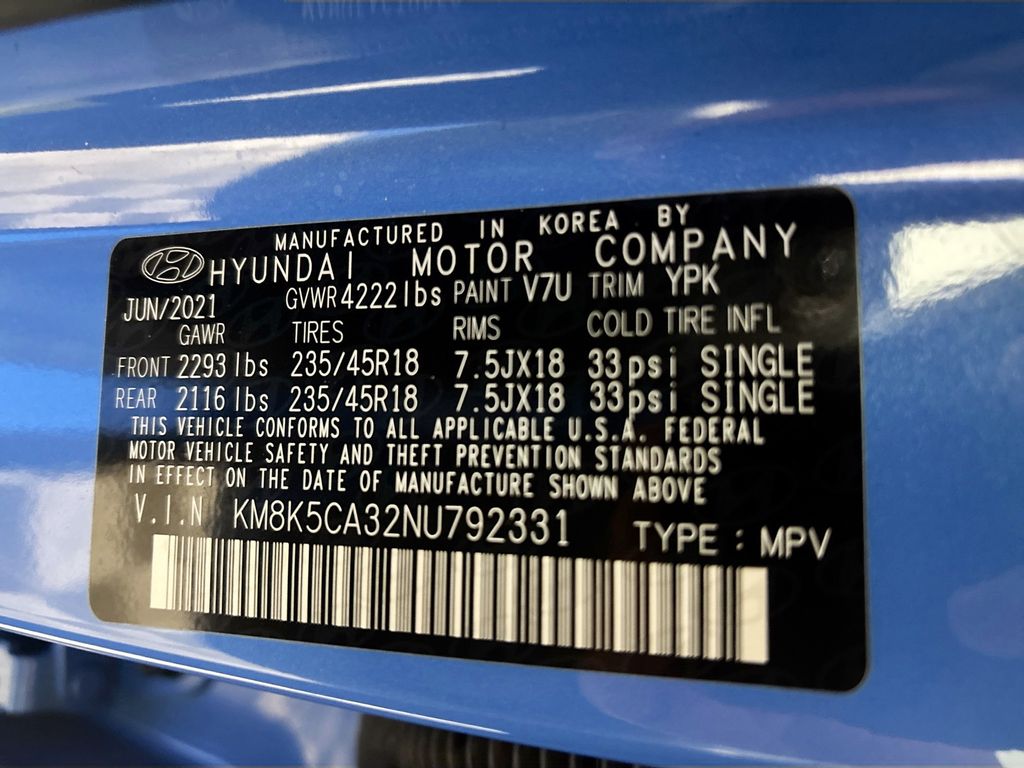 MANUFACTURED IN KOREA BY
HYUNDAI MOTOR COMPANY
JUN/2021 GVWR 4222lbs PAINT V7U TRIM YPK
GAWR TIRES RIMS COLD TIRE INFL
FRONT 2293 lbs 235/45R18 7.5JX18 33psi SINGLE
REAR 2116 lbs 235/45R18 7.5JX18 33psi SINGLE
THIS VEHICLE CONFORMS TO ALL APPLICABLE U.S.A. FEDERAL
MOTOR VEHICLE SAFETY AND THEFT PREVENTION STANDARDS
IN EFFECT ON THE DATE OF MANUFACTURE SHOWN ABOVE
V.I.N KM8K5CA32NU792331 TYPE : MPV